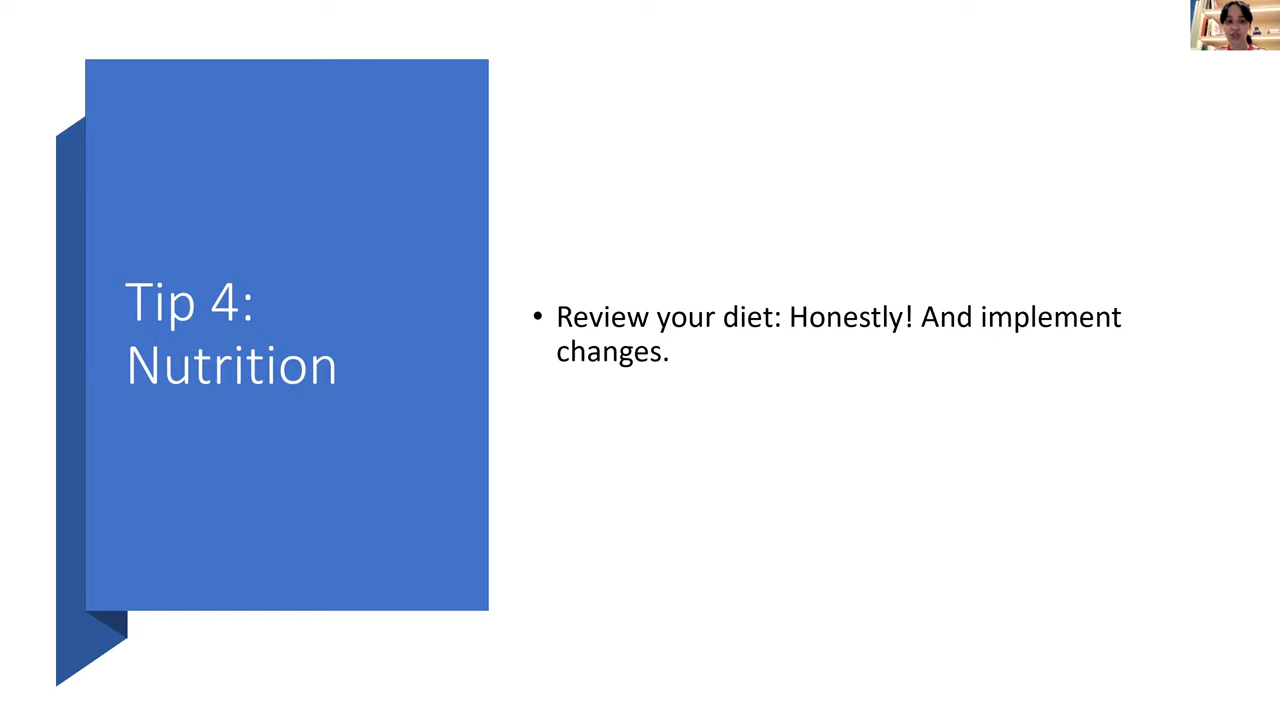 Tip 4:
Nutrition
• Review your diet: Honestly! And implement
changes.